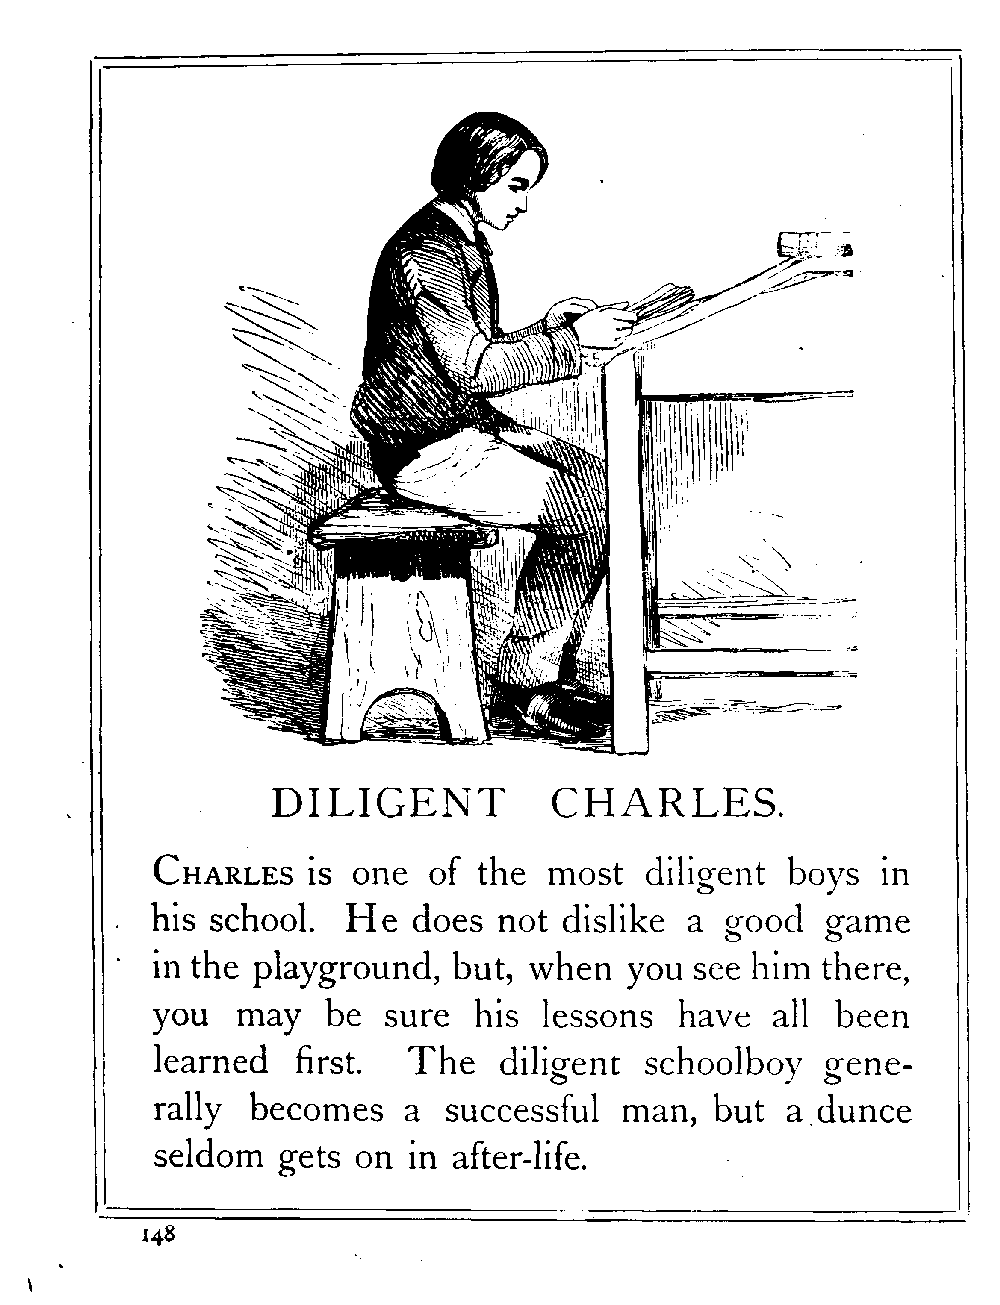 DILIGENT CHARLES.
CHARLES is one of the most diligent boys in
his school. He does not dislike a good game
in the playground, but, when you see him there,
you may be sure his lessons have all been
learned first. The diligent schoolboy gene-
rally becomes a successful man, but a dunce
seldom gets on in after-life.
148